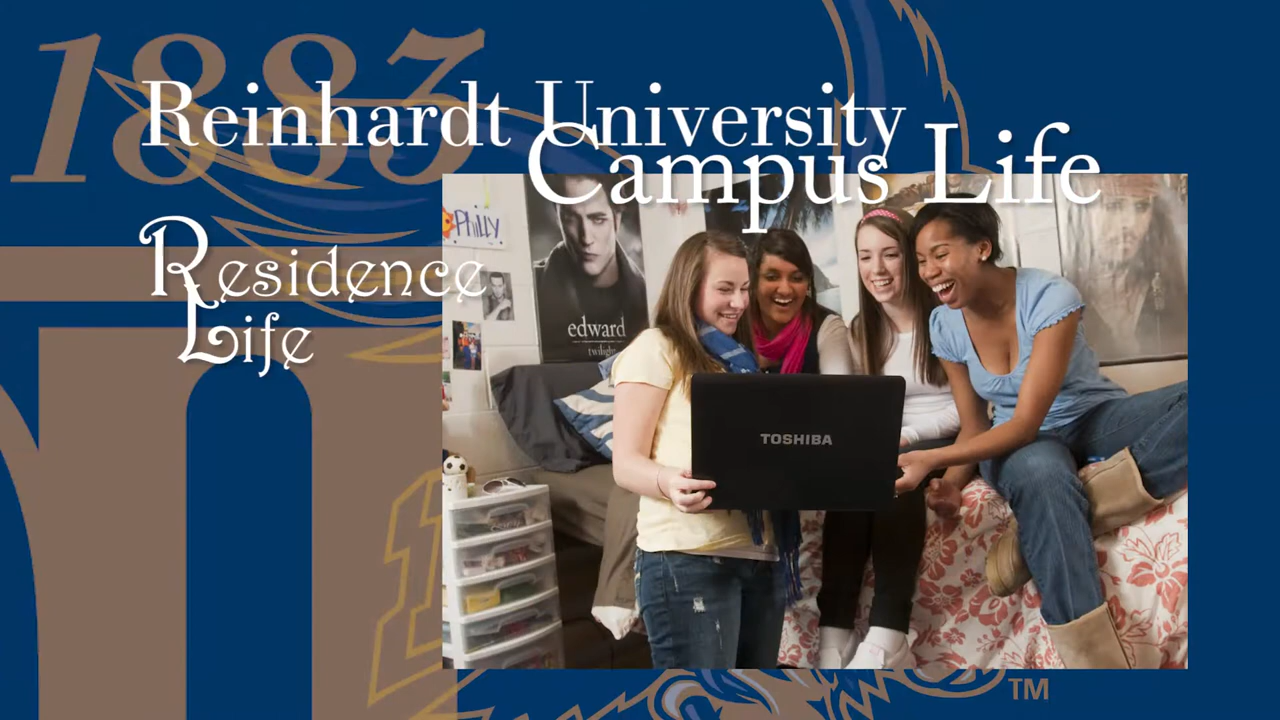 1883
Reinhardt University
Campus Life
Residence
Life
PHILLY
edward
twilight
TOSHIBA
TM